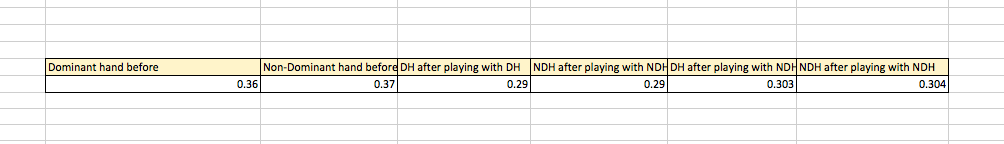 Dominant hand before Non-Dominant hand before DH after playing with DH NDH after playing with NDH DH after playing with NDH NDH after playing with NDH
0.36 0.37 0.29 0.29 0.303 0.304